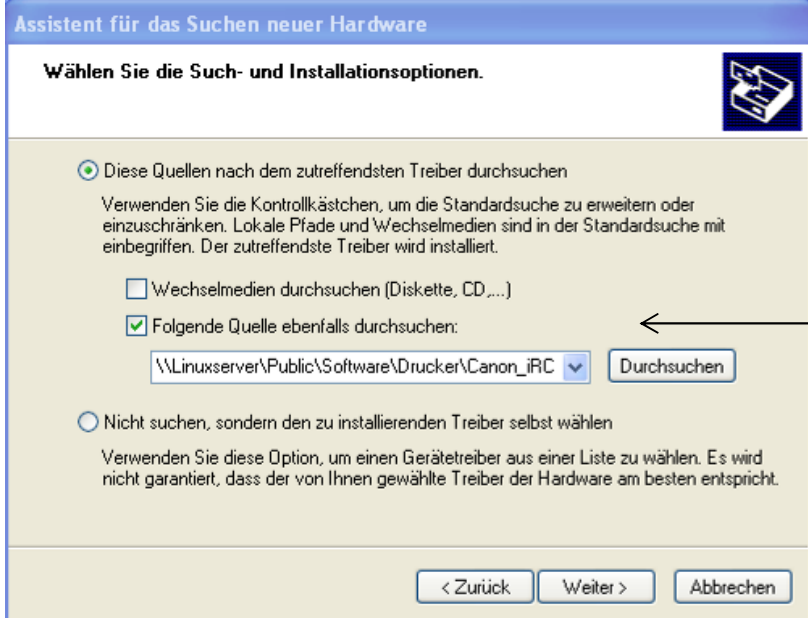 Assistent für das Suchen neuer Hardware
Wählen Sie die Such- und Installationsoptionen.
Diese Quellen nach dem zutreffendsten Treiber durchsuchen
Verwenden Sie die Kontrollkästchen, um die Standardsuche zu erweitern oder
einzuschränken. Lokale Pfade und Wechselmedien sind in der Standardsuche mit
einbegriffen. Der zutreffendste Treiber wird installiert.
Wechselmedien durchsuchen (Diskette, CD,...)
Folgende Quelle ebenfalls durchsuchen:
\\Linuxserver\Public\Software\Drucker\Canon_iRC Durchsuchen
Nicht suchen, sondern den zu installierenden Treiber selbst wählen
Verwenden Sie diese Option, um einen Gerätetreiber aus einer Liste zu wählen. Es wird
nicht garantiert, dass der von Ihnen gewählte Treiber der Hardware am besten entspricht.
< Zurück Weiter > Abbrechen